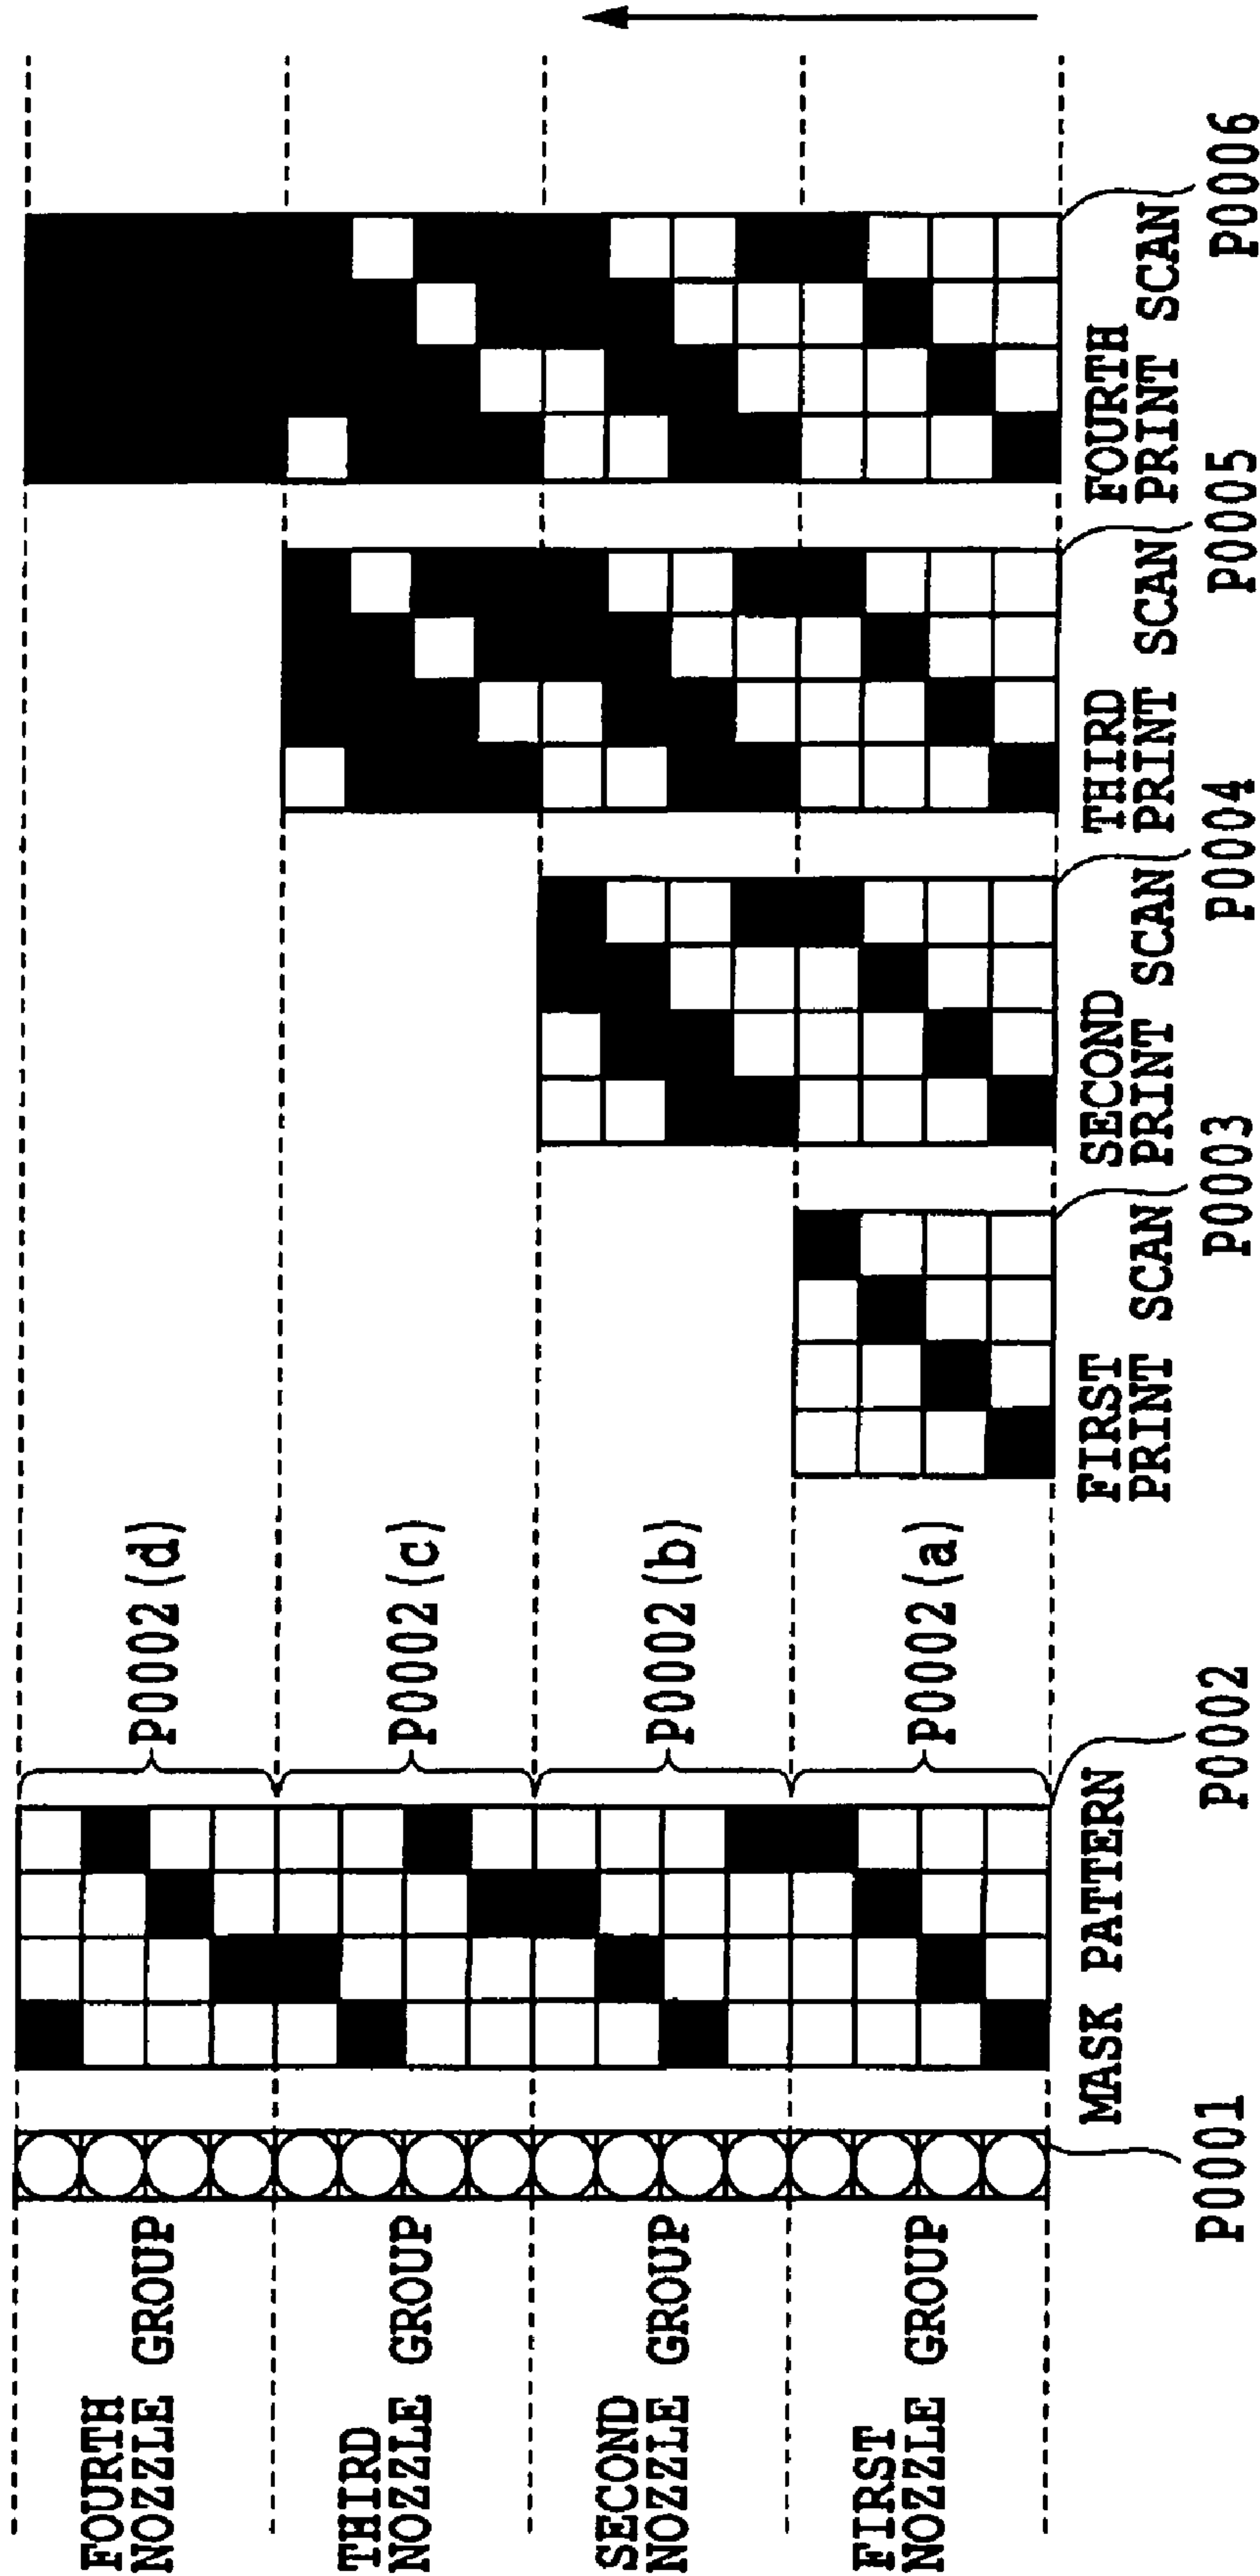 FOURTH
NOZZLE GROUP
THIRD
NOZZLE GROUP
SECOND
NOZZLE GROUP
FIRST
NOZZLE GROUP
P0001
MASK PATTERN
P0002
P0002(d)
P0002(c)
P0002(b)
P0002(a)
FIRST
PRINT SCAN
P0003
SECOND
PRINT SCAN
P0004
THIRD
PRINT SCAN
P0005
FOURTH
PRINT SCAN
P0006